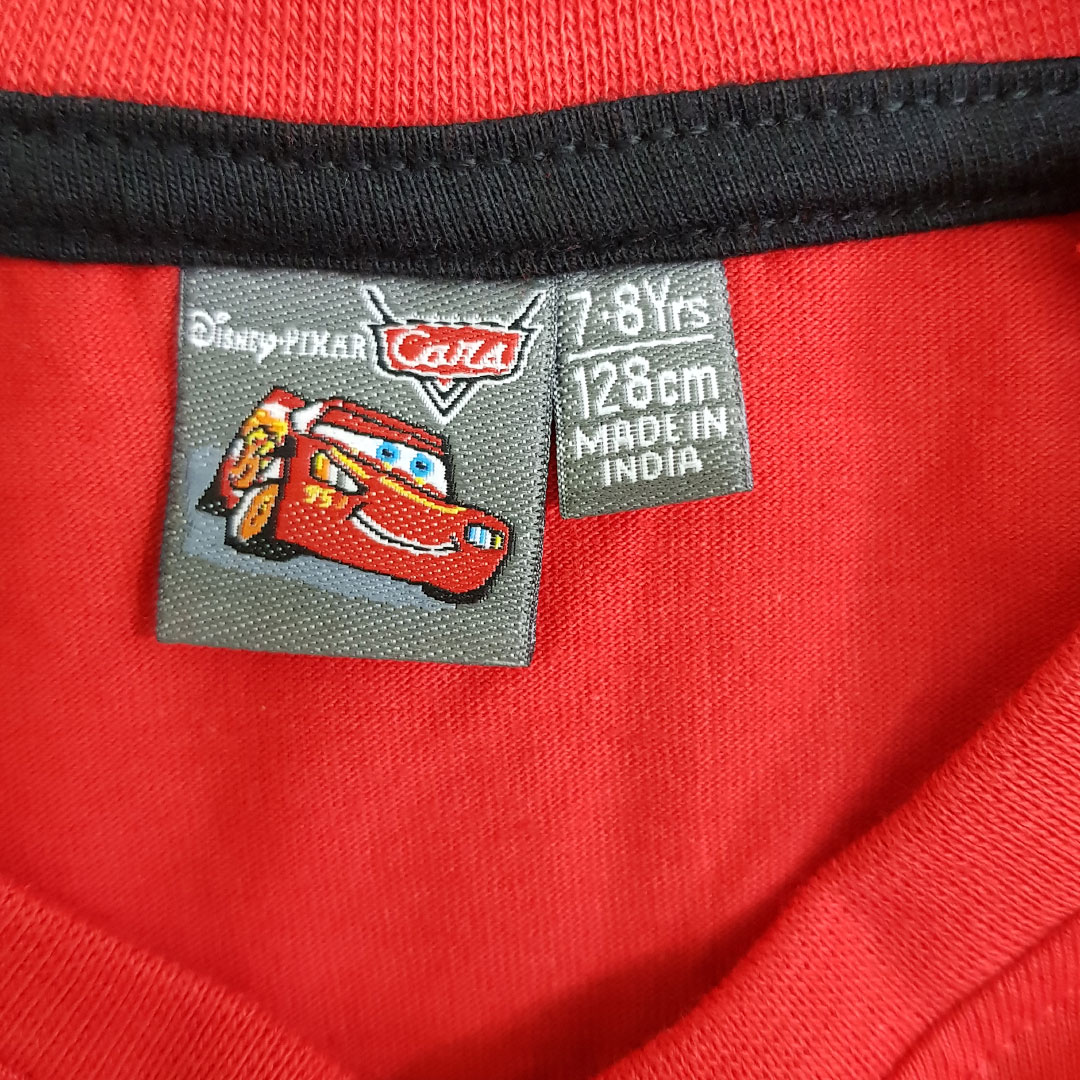 Disney·PIXAR
Cars
95
7-8Yrs
128cm
MADE IN
INDIA